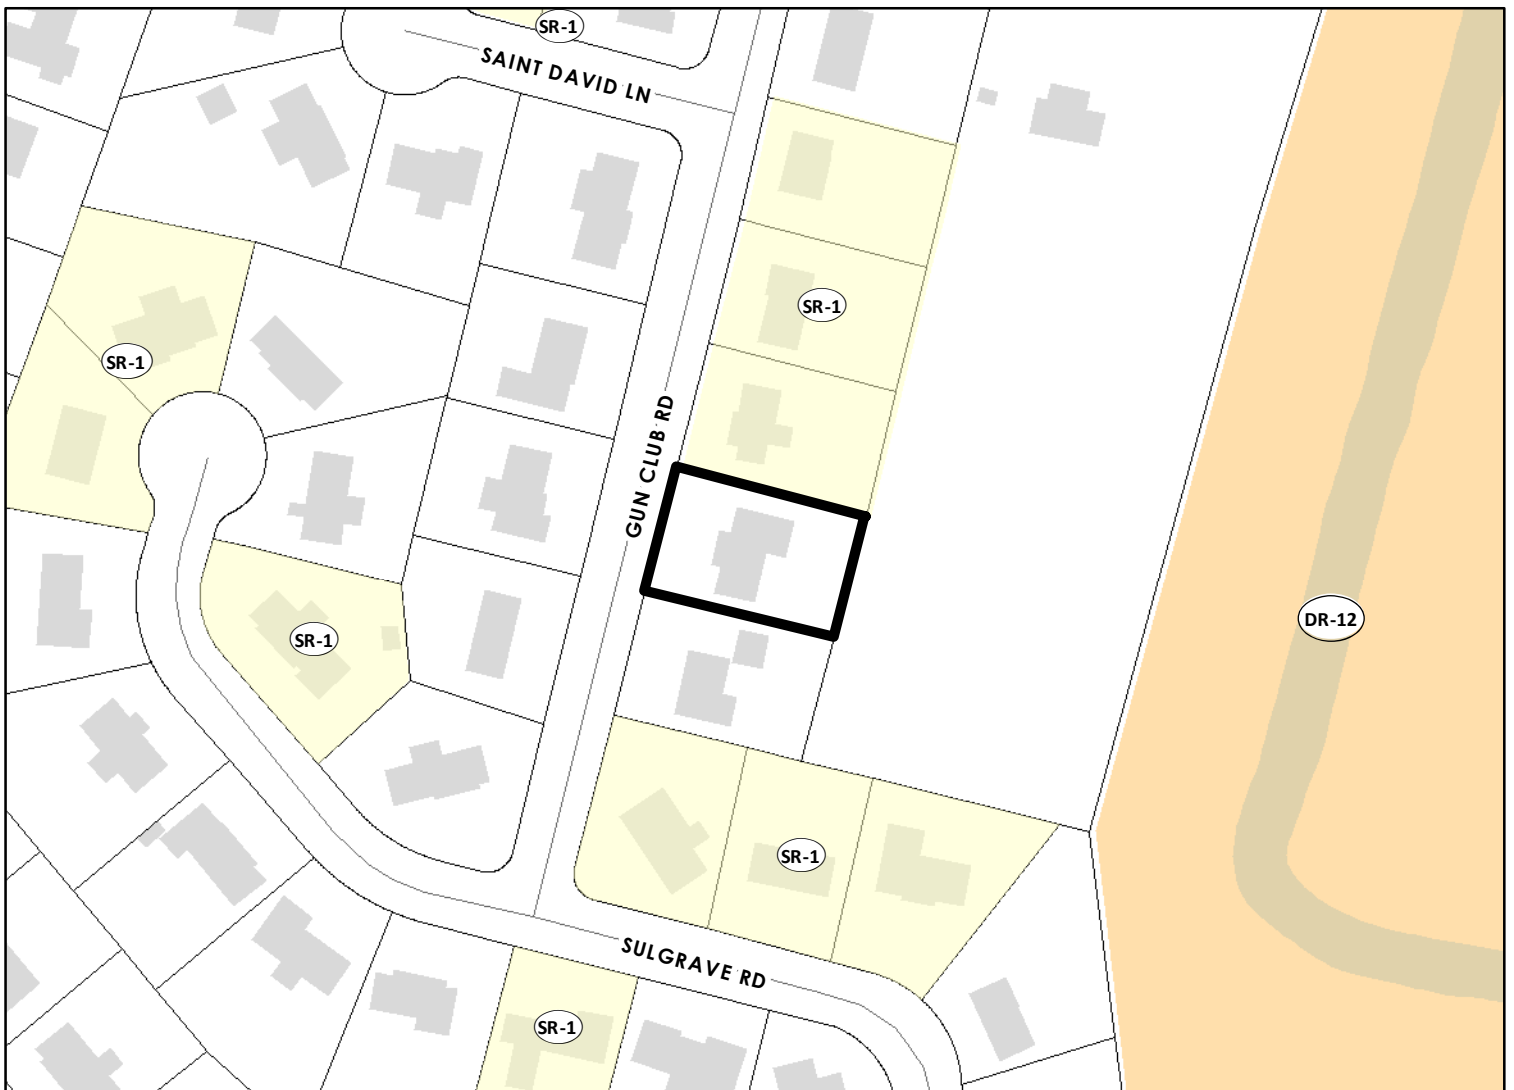 SR-1
SAINT DAVID LN
SR-1
SR-1
GUN CLUB RD
DR-12
SR-1
SR-1
SULGRAVE RD
SR-1